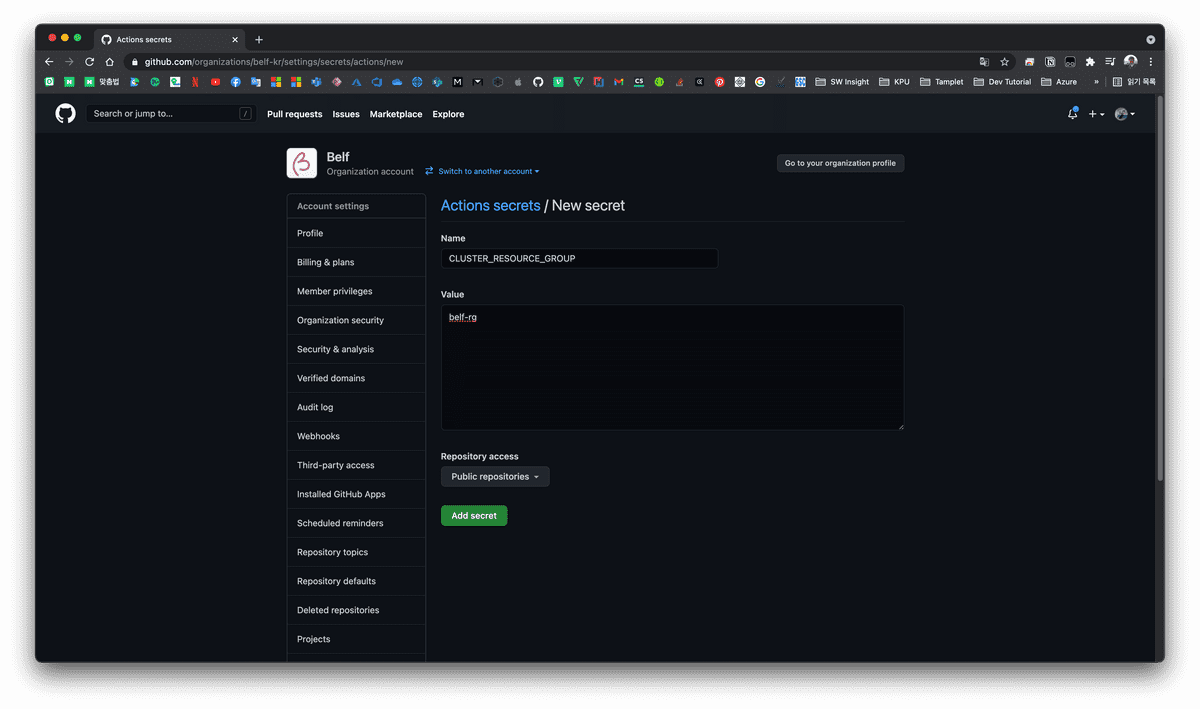 Actions secrets
github.com/organizations/belf-kr/settings/secrets/actions/new
맞춤법
SW Insight
KPU
Tamplet
Dev Tutorial
Azure
»
읽기 목록
Search or jump to...
/
Pull requests
Issues
Marketplace
Explore
Belf
Organization account
Switch to another account
Go to your organization profile
Account settings
Profile
Billing & plans
Member privileges
Organization security
Security & analysis
Verified domains
Audit log
Webhooks
Third-party access
Installed GitHub Apps
Scheduled reminders
Repository topics
Repository defaults
Deleted repositories
Projects
Actions secrets / New secret
Name
CLUSTER_RESOURCE_GROUP
Value
belf-rg
Repository access
Public repositories
Add secret